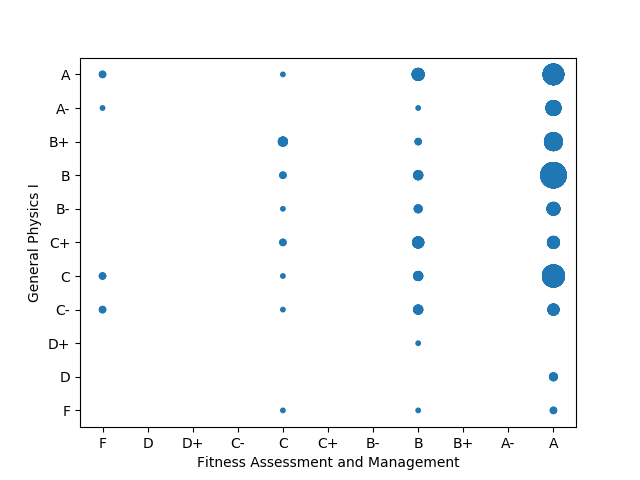 General Physics I
A
A-
B+
B
B-
C+
C
C-
D+
D
F
F D D+ C- C C+ B- B B+ A- A
Fitness Assessment and Management